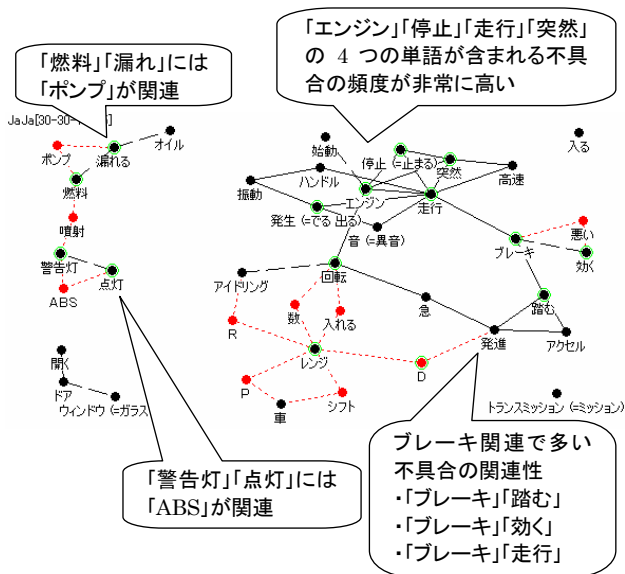 「エンジン」「停止」「走行」「突然」
の 4 つの単語が含まれる不具
合の頻度が非常に高い
「燃料」「漏れ」には
「ポンプ」が関連
JaJa[30-30-
ポンプ
漏れる
オイル
燃料
噴射
警告灯
点灯
ABS
開く
ドア
ウィンドウ (=ガラス
始動
停止 (=止まる)
突然
入る
ハンドル
高速
振動
エンジン
走行
発生 (=でる 出る)
音 (=異音)
ブレーキ
悪い
効く
アイドリング
回転
数
入れる
急
踏む
R
発進
アクセル
レンジ
D
P
シフト
車
トランスミッション (=ミッション)
「警告灯」「点灯」には
「ABS」が関連
ブレーキ関連で多い
不具合の関連性
・「ブレーキ」「踏む」
・「ブレーキ」「効く」
・「ブレーキ」「走行」